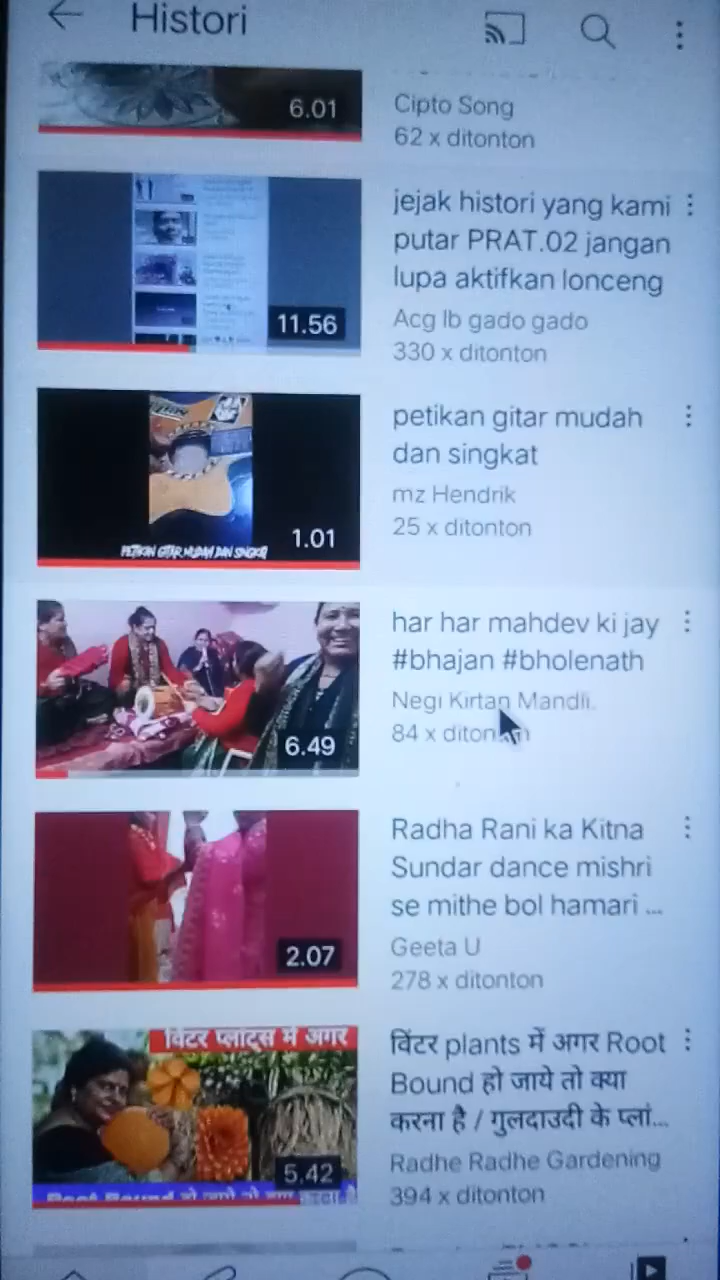 Histori
6.01
Cipto Song
62 x ditonton
jejak histori yang kami
putar PRAT.02 jangan
lupa aktifkan lonceng
11.56
Acg lb gado gado
330 x ditonton
petikan gitar mudah
dan singkat
mz Hendrik
25 x ditonton
1.01
PETIKAN GITAR MUDAH DAN SINGKAT
har har mahdev ki jay
#bhajan #bholenath
Negi Kirtan Mandli.
84 x ditonton
6.49
Radha Rani ka Kitna
Sundar dance mishri
se mithe bol hamari ...
Geeta U
278 x ditonton
2.07
विंटर प्लांट्स में अगर
विंटर plants में अगर Root
Bound हो जाये तो क्या
करना है / गुलदाउदी के प्लां...
Radhe Radhe Gardening
394 x ditonton
5.42
Root Bound हो जाये तो क्या